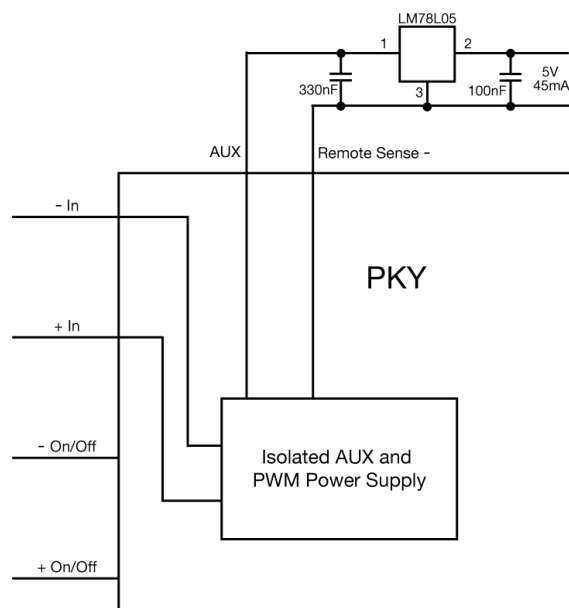 LM78L05
1
2
3
330nF
100nF
5V
45mA
AUX
Remote Sense -
- In
PKY
+ In
- On/Off
Isolated AUX and
PWM Power Supply
+ On/Off